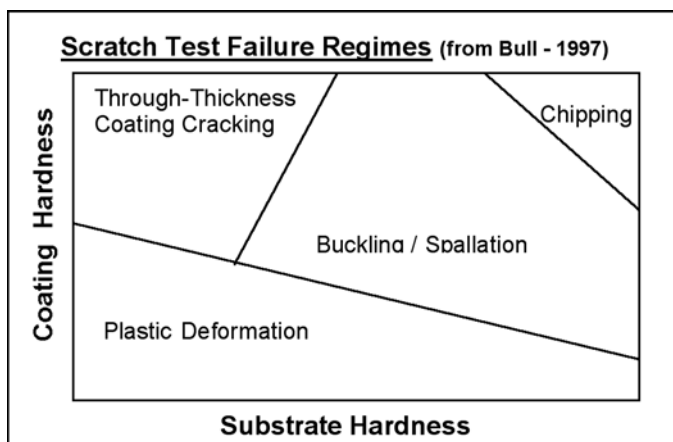 Scratch Test Failure Regimes (from Bull - 1997)
Through-Thickness
Coating Cracking
Chipping
Buckling / Spallation
Plastic Deformation
Coating Hardness
Substrate Hardness